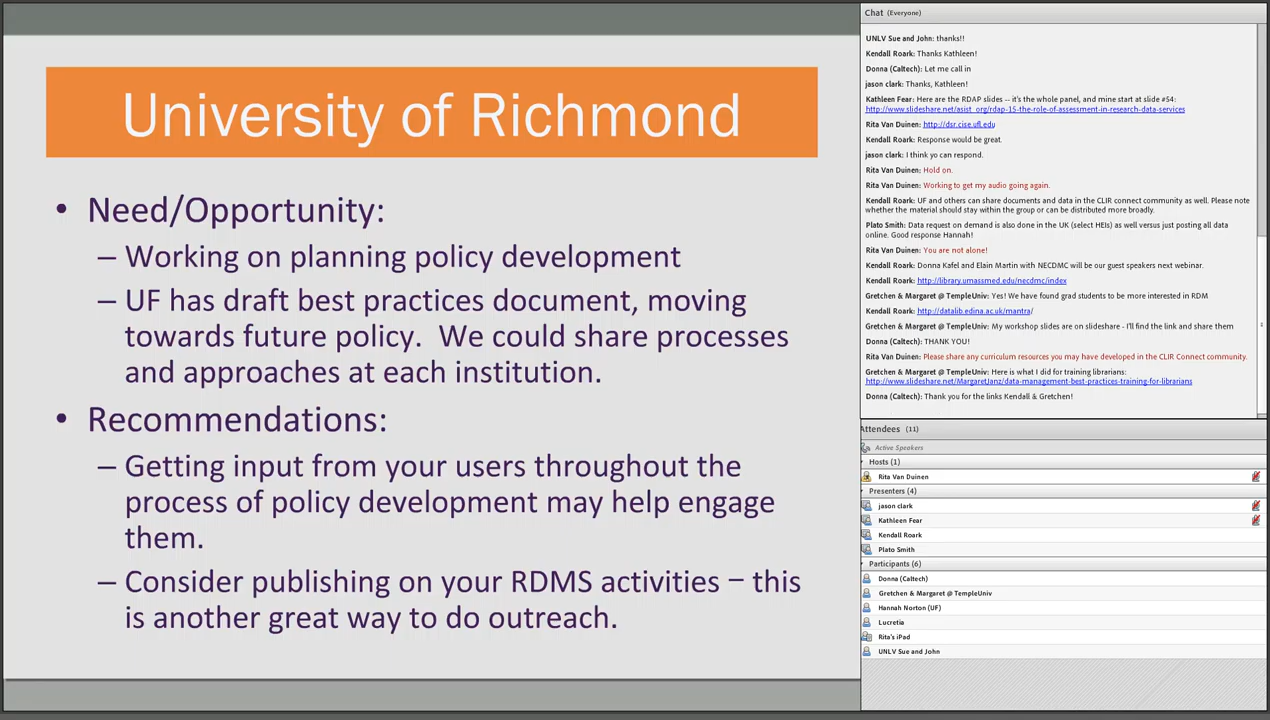 University of Richmond
• Need/Opportunity:
– Working on planning policy development
– UF has draft best practices document, moving
towards future policy.  We could share processes
and approaches at each institution.
• Recommendations:
– Getting input from your users throughout the
process of policy development may help engage
them.
– Consider publishing on your RDMS activities – this
is another great way to do outreach.
Chat (Everyone)
UNLV Sue and John: thanks!!
Kendall Roark: Thanks Kathleen!
Donna (Caltech): Let me call in
jason clark: Thanks, Kathleen!
Kathleen Fear: Here are the RDAP slides -- it's the whole panel, and mine start at slide #54:
http://www.slideshare.net/asist_org/rdap-15-the-role-of-assessment-in-research-data-services
Rita Van Duinen: http://dsr.cise.ufl.edu
Kendall Roark: Response would be great.
jason clark: I think yo can respond.
Rita Van Duinen: Hold on.
Rita Van Duinen: Working to get my audio going again.
Kendall Roark: UF and others can share documents and data in the CLIR connect community as well. Please note
whether the material should stay within the group or can be distributed more broadly.
Plato Smith: Data request on demand is also done in the UK (select HEIs) as well versus just posting all data
online. Good response Hannah!
Rita Van Duinen: You are not alone!
Kendall Roark: Donna Kafel and Elain Martin with NECDMC will be our guest speakers next webinar.
Kendall Roark: http://library.umassmed.edu/necdmc/index
Gretchen & Margaret @ TempleUniv: Yes! We have found grad students to be more interested in RDM
Kendall Roark: http://datalib.edina.ac.uk/mantra/
Gretchen & Margaret @ TempleUniv: My workshop slides are on slideshare - I'll find the link and share them
Donna (Caltech): THANK YOU!
Rita Van Duinen: Please share any curriculum resources you may have developed in the CLIR Connect community.
Gretchen & Margaret @ TempleUniv: Here is what I did for training librarians:
http://www.slideshare.net/MargaretJanz/data-management-best-practices-training-for-librarians
Donna (Caltech): Thank you for the links Kendall & Gretchen!
Attendees (11)
Active Speakers
Hosts (1)
Rita Van Duinen
Presenters (4)
jason clark
Kathleen Fear
Kendall Roark
Plato Smith
Participants (6)
Donna (Caltech)
Gretchen & Margaret @ TempleUniv
Hannah Norton (UF)
Lucretia
Rita's iPad
UNLV Sue and John